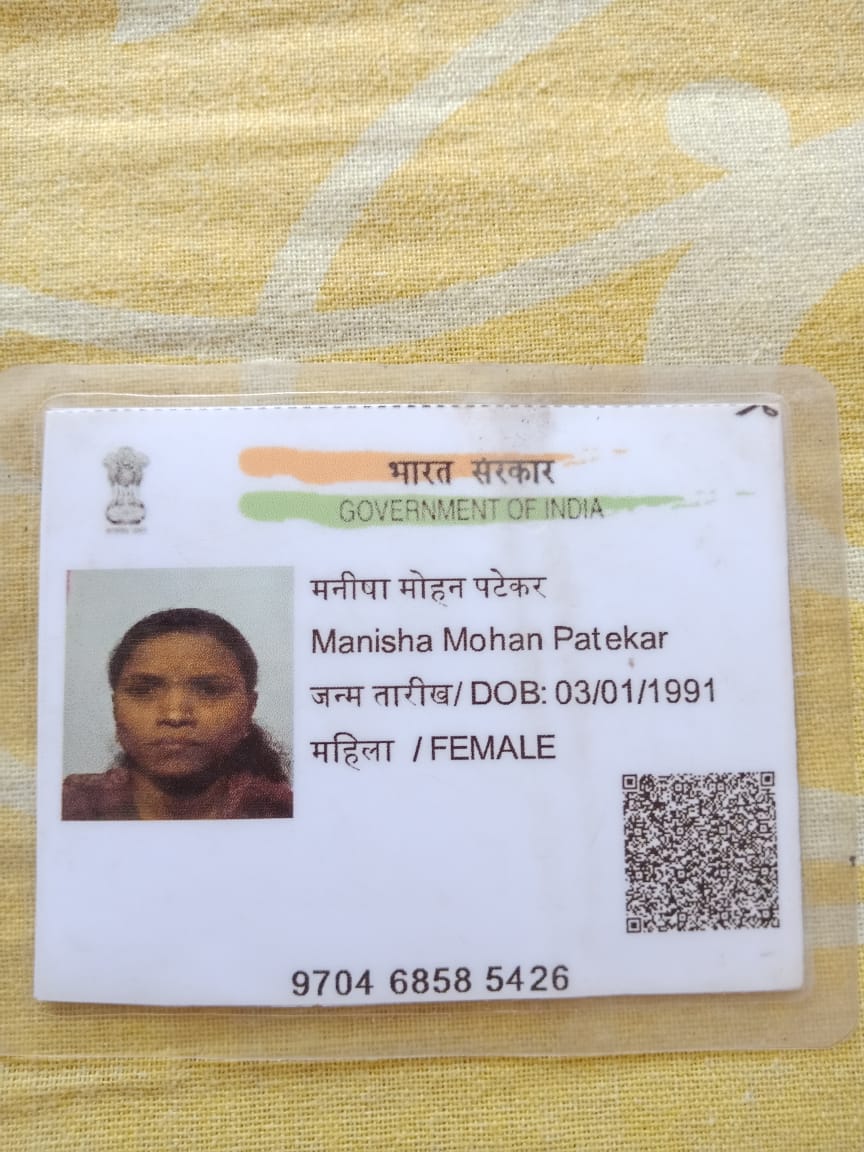 भारत सरकार
GOVERNMENT OF INDIA
मनीषा मोहन पटेकर
Manisha Mohan Patekar
जन्म तारीख/ DOB: 03/01/1991
महिला / FEMALE
9704 6858 5426